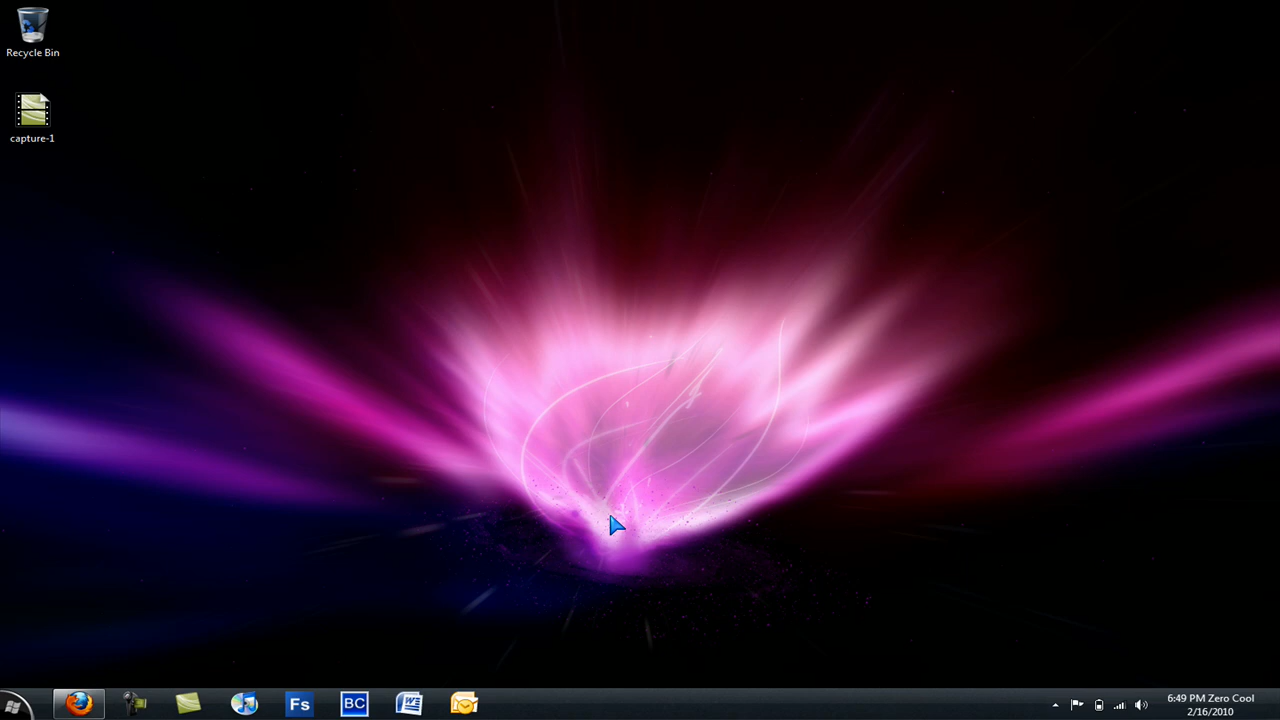 Recycle Bin
capture-1
Fs
BC
W
6:49 PM Zero Cool
2/16/2010